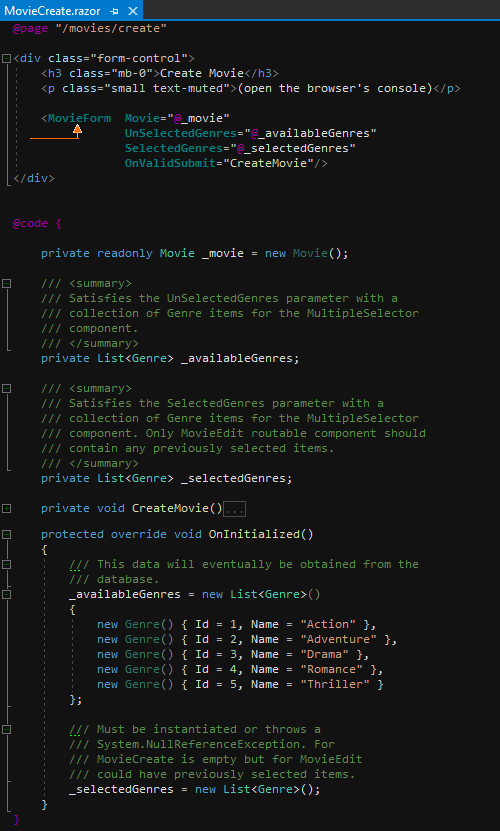 MovieCreate.razor
@page "/movies/create"
<div class="form-control">
<h3 class="mb-0">Create Movie</h3>
<p class="small text-muted">(open the browser's console)</p>
<MovieForm Movie="@_movie"
UnSelectedGenres="@_availableGenres"
SelectedGenres="@_selectedGenres"
OnValidSubmit="CreateMovie"/>
</div>
@code {
private readonly Movie _movie = new Movie();
/// <summary>
/// Satisfies the UnSelectedGenres parameter with a
/// collection of Genre items for the MultipleSelector
/// component.
/// </summary>
private List<Genre> _availableGenres;
/// <summary>
/// Satisfies the SelectedGenres parameter with a
/// collection of Genre items for the MultipleSelector
/// component. Only MovieEdit routable component should
/// contain any previously selected items.
/// </summary>
private List<Genre> _selectedGenres;
private void CreateMovie()...
protected override void OnInitialized()
{
/// This data will eventually be obtained from the
/// database.
_availableGenres = new List<Genre>()
{
new Genre() { Id = 1, Name = "Action" },
new Genre() { Id = 2, Name = "Adventure" },
new Genre() { Id = 3, Name = "Drama" },
new Genre() { Id = 4, Name = "Romance" },
new Genre() { Id = 5, Name = "Thriller" }
};
/// Must be instantiated or throws a
/// System.NullReferenceException. For
/// MovieCreate is empty but for MovieEdit
/// could have previously selected items.
_selectedGenres = new List<Genre>();
}
}